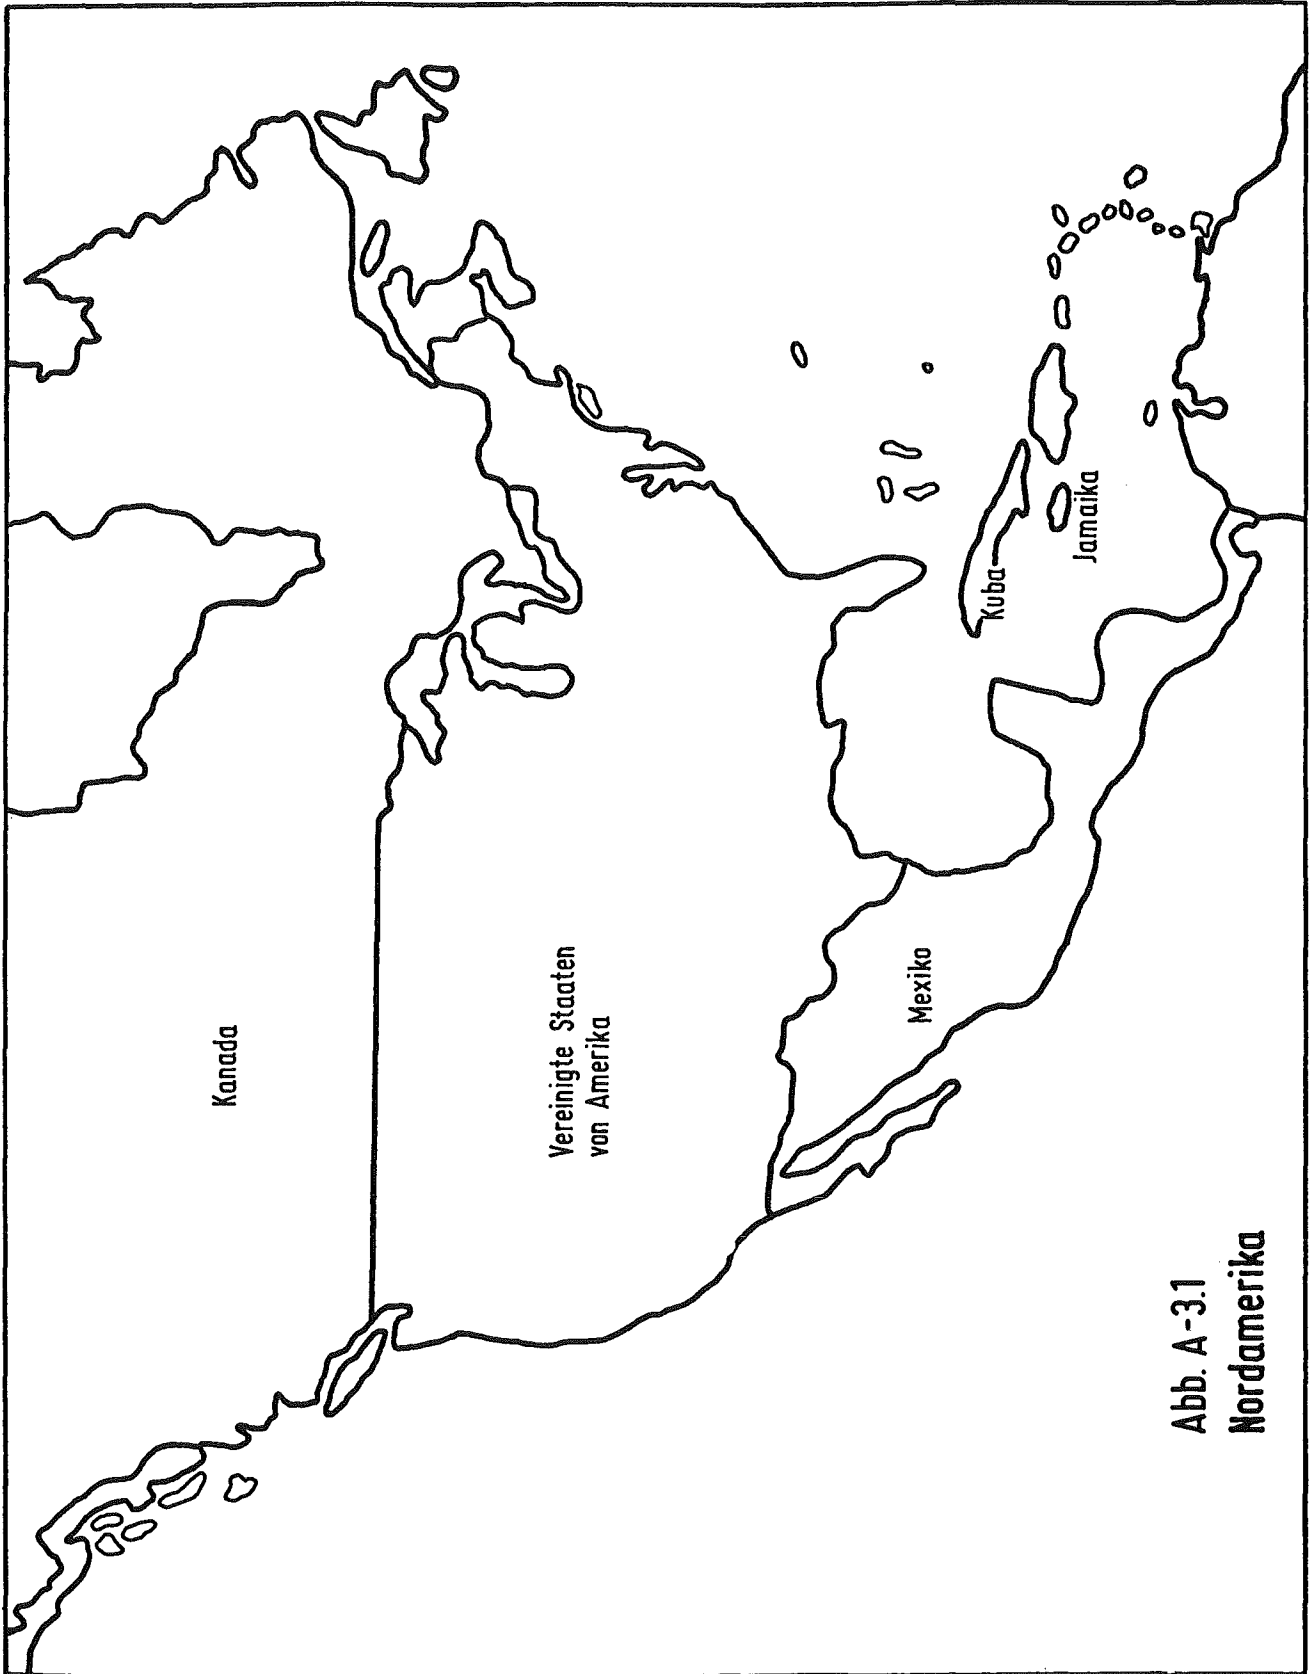 Kanada
Vereinigte Staaten
von Amerika
Mexiko
Kuba
Jamaika
Abb. A-3.1
Nordamerika